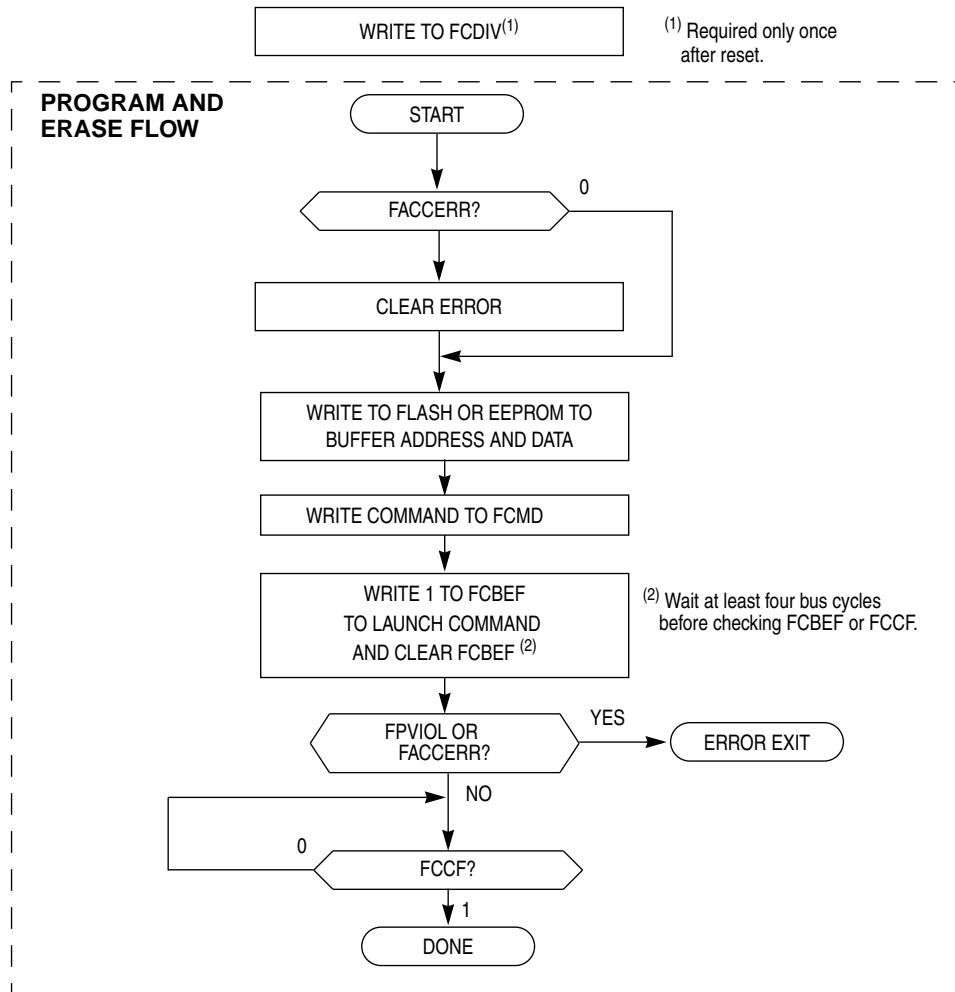 WRITE TO FCDIV(1)
(1) Required only once
after reset.
PROGRAM AND
ERASE FLOW
START
0
FACCERR?
CLEAR ERROR
WRITE TO FLASH OR EEPROM TO
BUFFER ADDRESS AND DATA
WRITE COMMAND TO FCMD
WRITE 1 TO FCBEF
TO LAUNCH COMMAND
AND CLEAR FCBEF (2)
(2) Wait at least four bus cycles
before checking FCBEF or FCCF.
FPVIOL OR
FACCERR?
YES
ERROR EXIT
NO
0
FCCF?
1
DONE